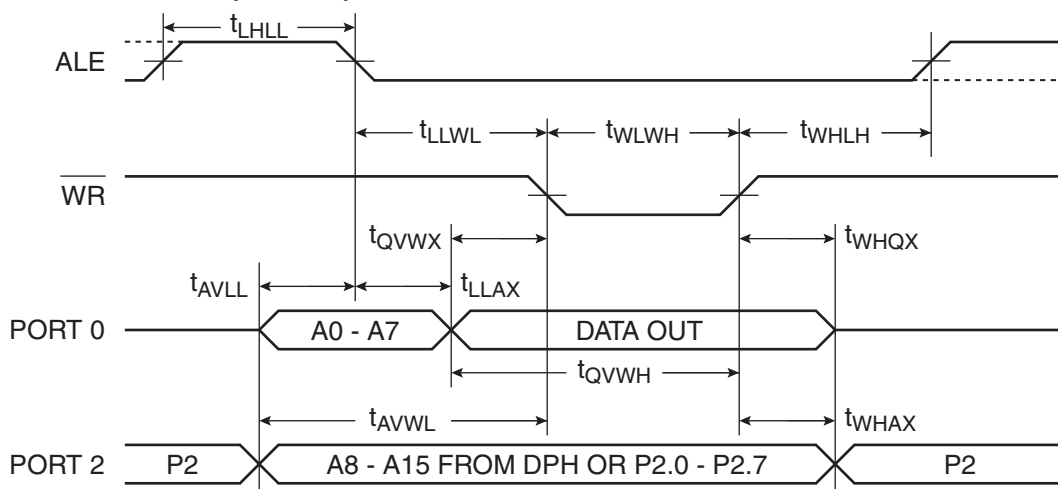 tLHLL
ALE
tLLWL tWLWH tWHLH
WR
tQVWX tWHQX
tAVLL tLLAX
PORT 0 A0 - A7 DATA OUT
tQVWH
tAVWL tWHAX
PORT 2 P2 A8 - A15 FROM DPH OR P2.0 - P2.7 P2